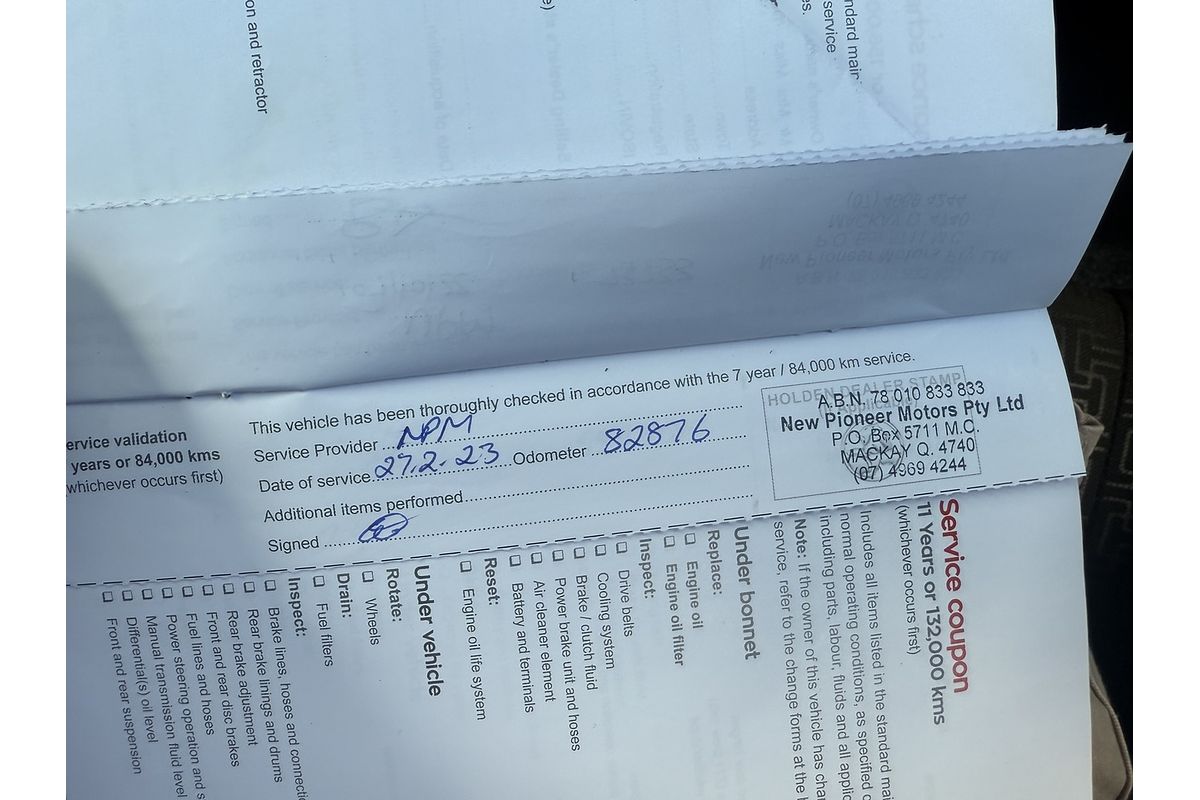 on and retractor
e)
es.
service
ndard main
ervice validation
years or 84,000 kms
whichever occurs first)
This vehicle has been thoroughly checked in accordance with the 7 year / 84,000 km service.
Service Provider NPM
Date of service 27.2.23 Odometer 82876
Additional items performed
Signed
HOLDEN DEALER STAMP
A.B.N. 78 010 833 833
New Pioneer Motors Pty Ltd
P.O. Box 5711 M.C.
MACKAY Q. 4740
(07) 4969 4244
Service coupon
11 Years or 132,000 kms
(whichever occurs first)
Includes all items listed in the standard mai
normal operating conditions, as specified
including parts, labour, fluids and all applic
Note: If the owner of this vehicle has chan
service, refer to the change forms at the
Under bonnet
Replace:
❑ Engine oil
❑ Engine oil filter
Inspect:
❑ Drive belts
❑ Cooling system
❑ Brake / clutch fluid
❑ Power brake unit and hoses
❑ Air cleaner element
❑ Battery and terminals
Reset:
❑ Engine oil life system
Under vehicle
Rotate:
❑ Wheels
Drain:
❑ Fuel filters
Inspect:
❑ Brake lines, hoses and connectio
❑ Rear brake linings and drums
❑ Rear brake adjustment
❑ Front and rear disc brakes
❑ Fuel lines and hoses
❑ Power steering operation and s
❑ Manual transmission fluid level
❑ Differential(s) oil level
❑ Front and rear suspension